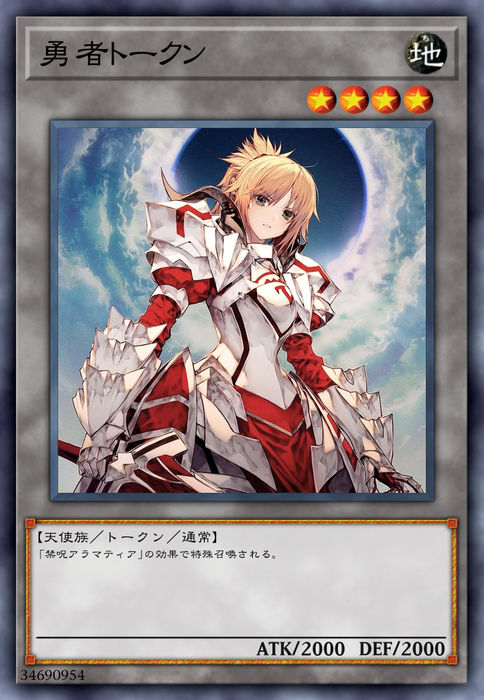 勇者トークン
ち
地
【天使族／トークン／通常】
「禁呪アラマティア」の効果で特殊召喚される。
ATK/2000 DEF/2000
34690954